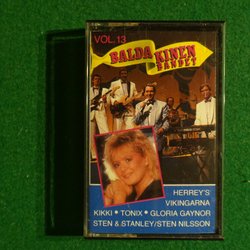 VOL. 13
BALDA KINEN
BANDET
HERREY'S
VIKINGARNA
KIKKI • TONIX • GLORIA GAYNOR
STEN & STANLEY/STEN NILSSON